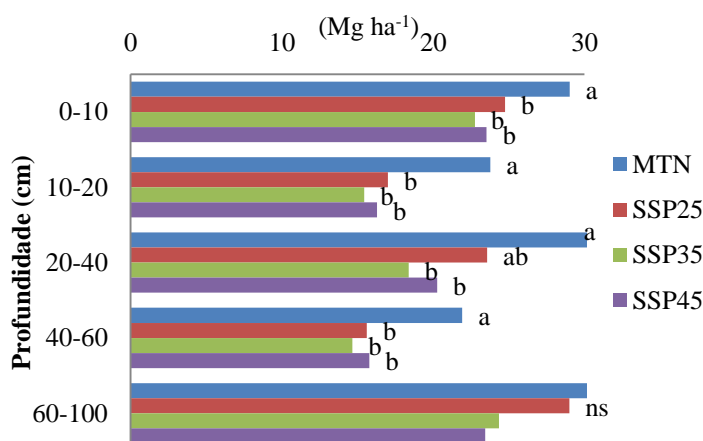 (Mg ha⁻¹)
0 10 20 30
0-10 a
b
b
b
10-20 a
b
b
b
20-40 a
ab
b
b
40-60 a
b
b
b
60-100 ns
Profundidade (cm)
MTN
SSP25
SSP35
SSP45